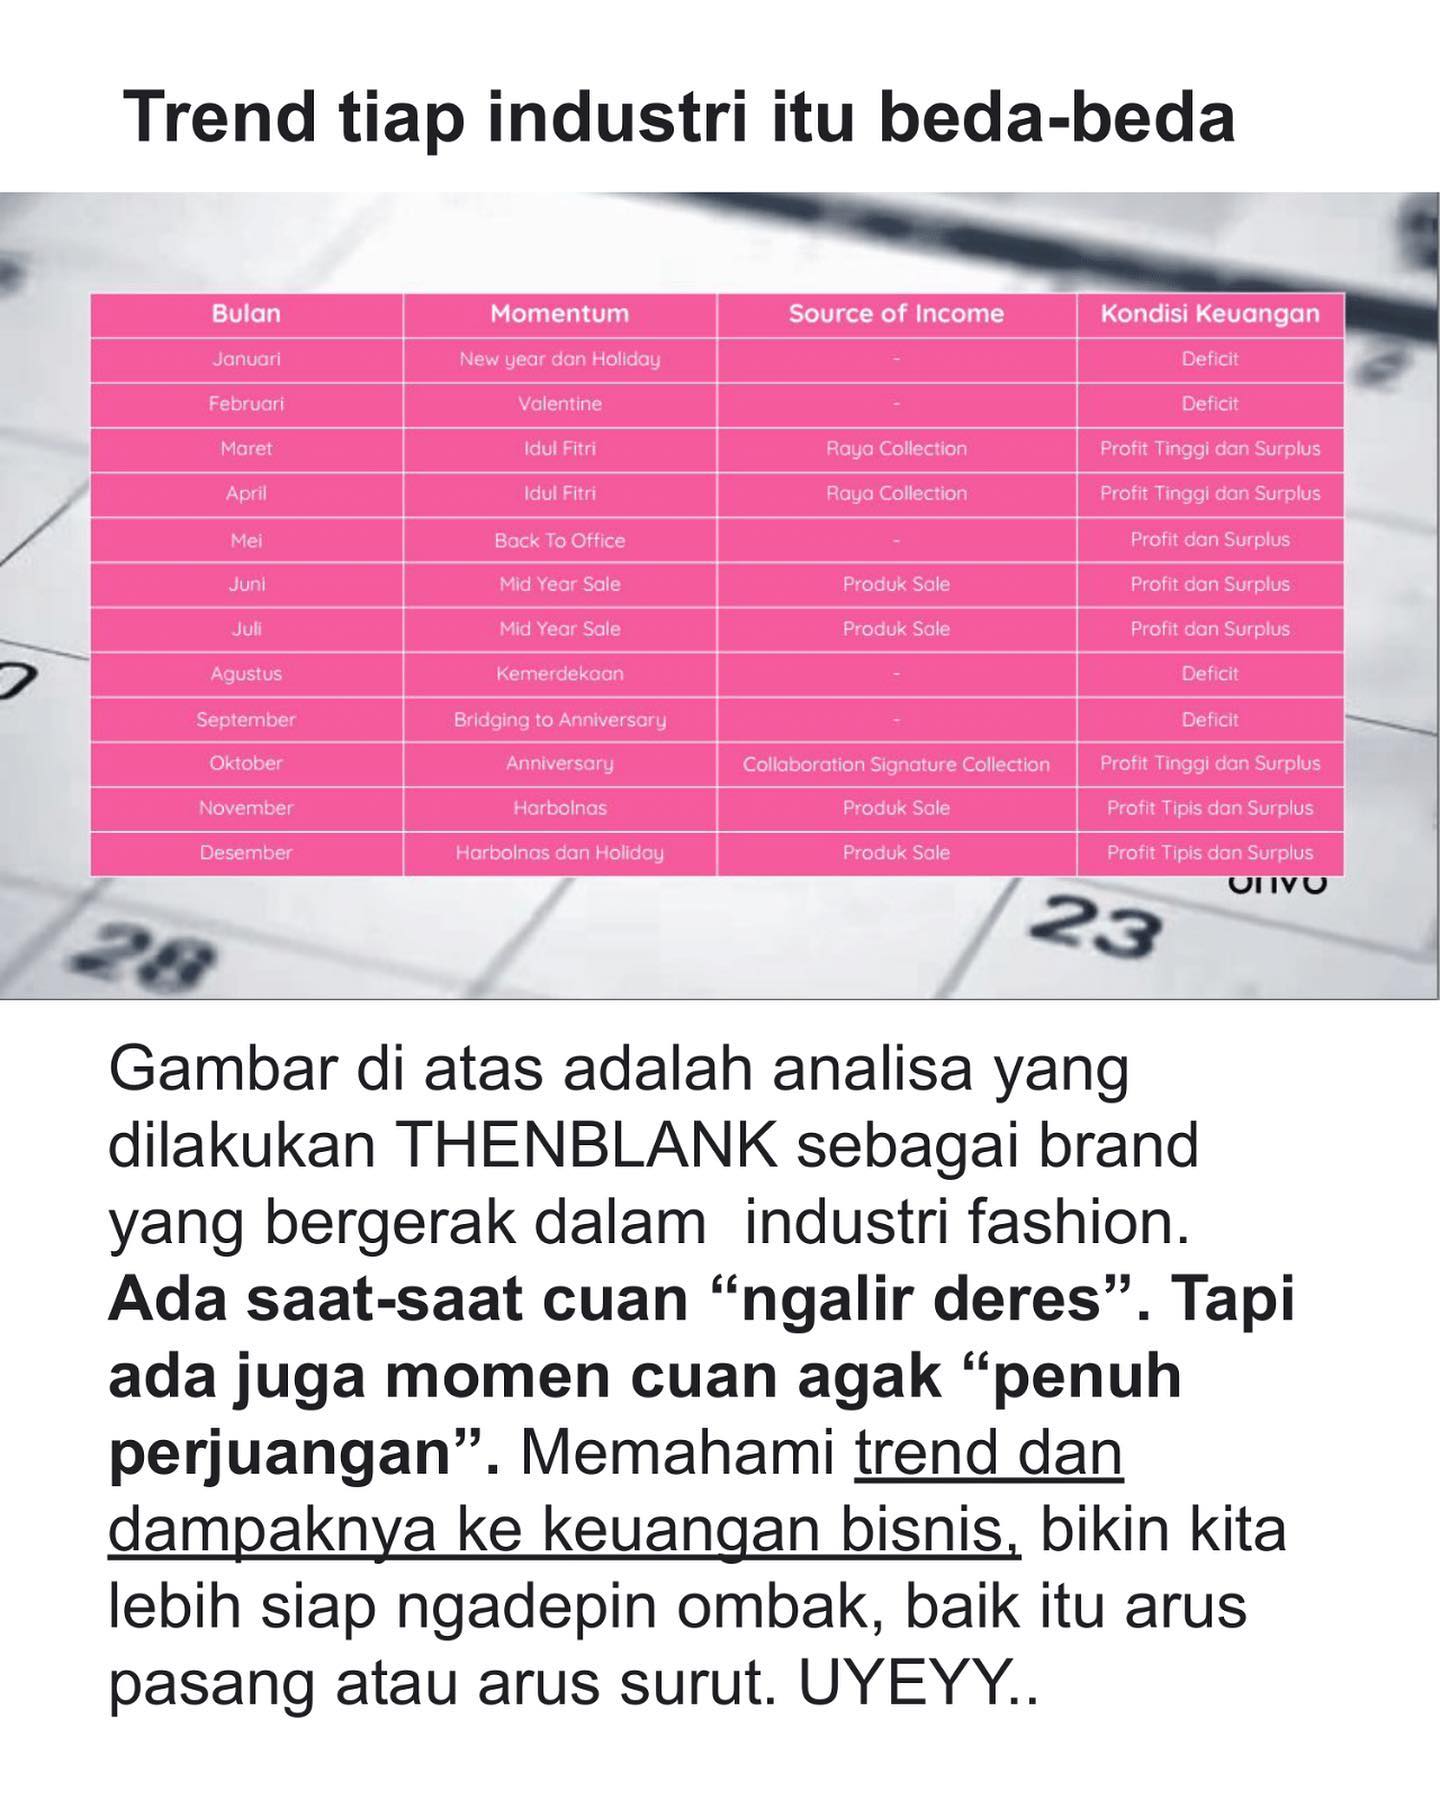 Trend tiap industri itu beda-beda
Bulan Momentum Source of Income Kondisi Keuangan
Januari New year dan Holiday - Deficit
Februari Valentine - Deficit
Maret Idul Fitri Raya Collection Profit Tinggi dan Surplus
April Idul Fitri Raya Collection Profit Tinggi dan Surplus
Mei Back To Office - Profit dan Surplus
Juni Mid Year Sale Produk Sale Profit dan Surplus
Juli Mid Year Sale Produk Sale Profit dan Surplus
Agustus Kemerdekaan - Deficit
September Bridging to Anniversary - Deficit
Oktober Anniversary Collaboration Signature Collection Profit Tinggi dan Surplus
November Harbolnas Produk Sale Profit Tipis dan Surplus
Desember Harbolnas dan Holiday Produk Sale Profit Tipis dan Surplus
28 23
Gambar di atas adalah analisa yang
dilakukan THENBLANK sebagai brand
yang bergerak dalam  industri fashion.
Ada saat-saat cuan “ngalir deres”. Tapi
ada juga momen cuan agak “penuh
perjuangan”. Memahami trend dan
dampaknya ke keuangan bisnis, bikin kita
lebih siap ngadepin ombak, baik itu arus
pasang atau arus surut. UYEYY..